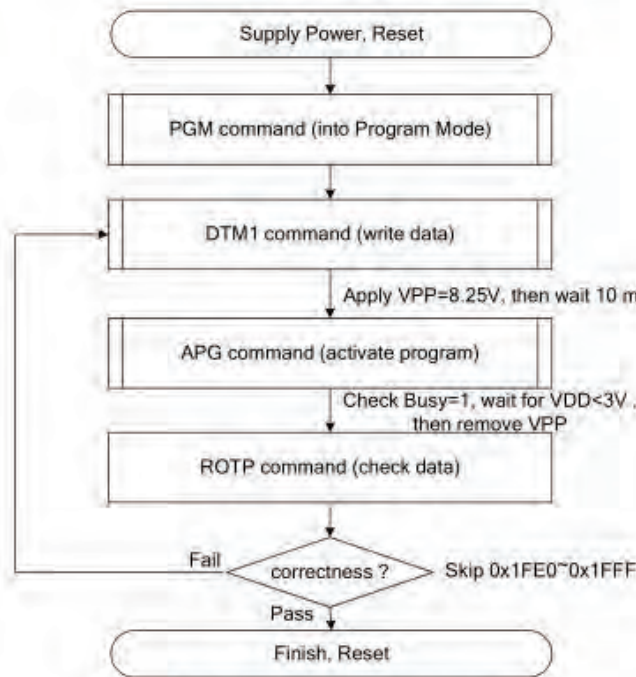 Supply Power, Reset
PGM command (into Program Mode)
DTM1 command (write data)
Apply VPP=8.25V, then wait 10 m
APG command (activate program)
Check Busy=1, wait for VDD<3V .
then remove VPP
ROTP command (check data)
Fail
correctness ?
Skip 0x1FE0~0x1FFF
Pass
Finish, Reset